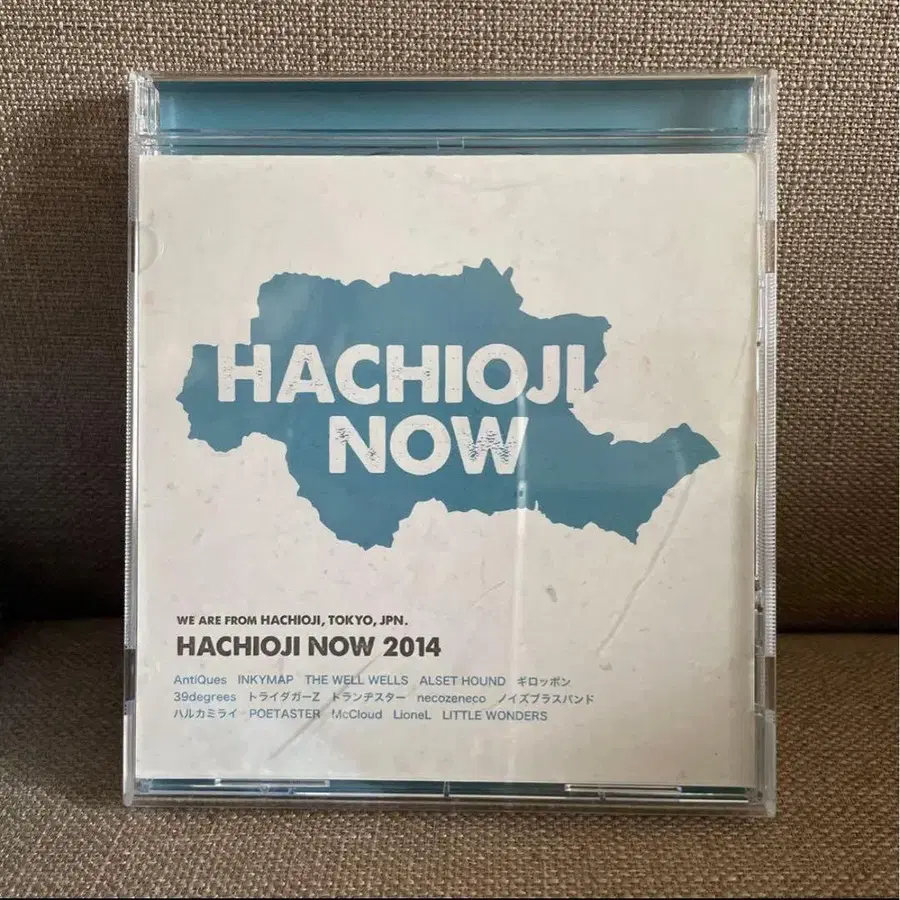 HACHIOJI
NOW
WE ARE FROM HACHIOJI, TOKYO, JPN.
HACHIOJI NOW 2014
AntiQues INKYMAP THE WELL WELLS ALSET HOUND ギロッポン
39degrees トライダガーZ トランヂスター necozeneco ノイズブラスバンド
ハルカミライ POETASTER McCloud LioneL LITTLE WONDERS